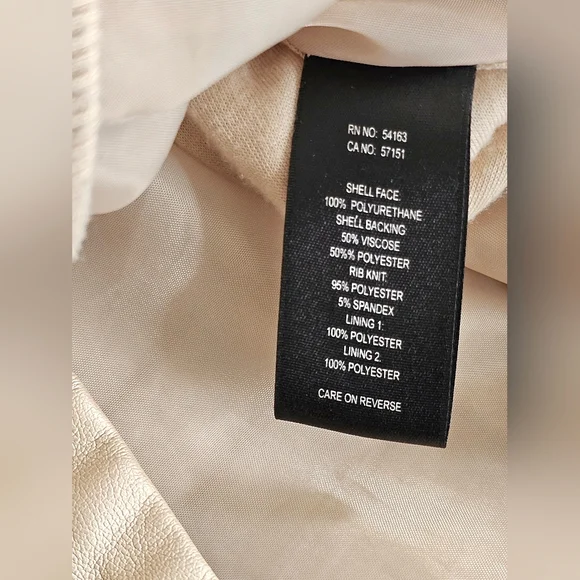 RN NO: 54163
CA NO: 57151
SHELL FACE:
100% POLYURETHANE
SHELL BACKING:
50% VISCOSE
50%% POLYESTER
RIB KNIT:
95% POLYESTER
5% SPANDEX
LINING 1:
100% POLYESTER
LINING 2:
100% POLYESTER
CARE ON REVERSE